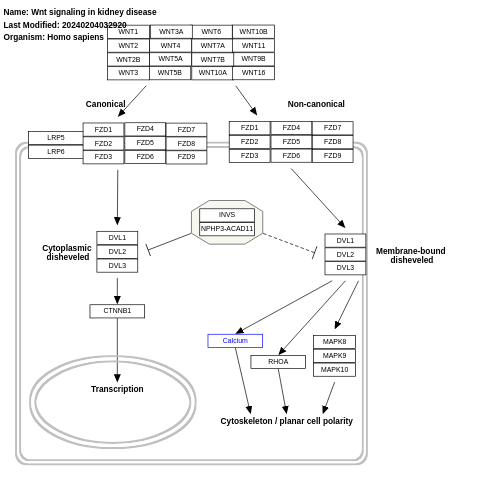 Name: Wnt signaling in kidney disease
Last Modified: 20240204032920
Organism: Homo sapiens
WNT1 WNT3A WNT6 WNT10B
WNT2 WNT4 WNT7A WNT11
WNT2B WNT5A WNT7B WNT9B
WNT3 WNT5B WNT10A WNT16
Canonical Non-canonical
LRP5
LRP6
FZD1 FZD4 FZD7
FZD2 FZD5 FZD8
FZD3 FZD6 FZD9
FZD1 FZD4 FZD7
FZD2 FZD5 FZD8
FZD3 FZD6 FZD9
INVS
NPHP3-ACAD11
Cytoplasmic
disheveled
DVL1
DVL2
DVL3
DVL1
DVL2
DVL3
Membrane-bound
disheveled
CTNNB1
Calcium
RHOA
MAPK8
MAPK9
MAPK10
Transcription
Cytoskeleton / planar cell polarity